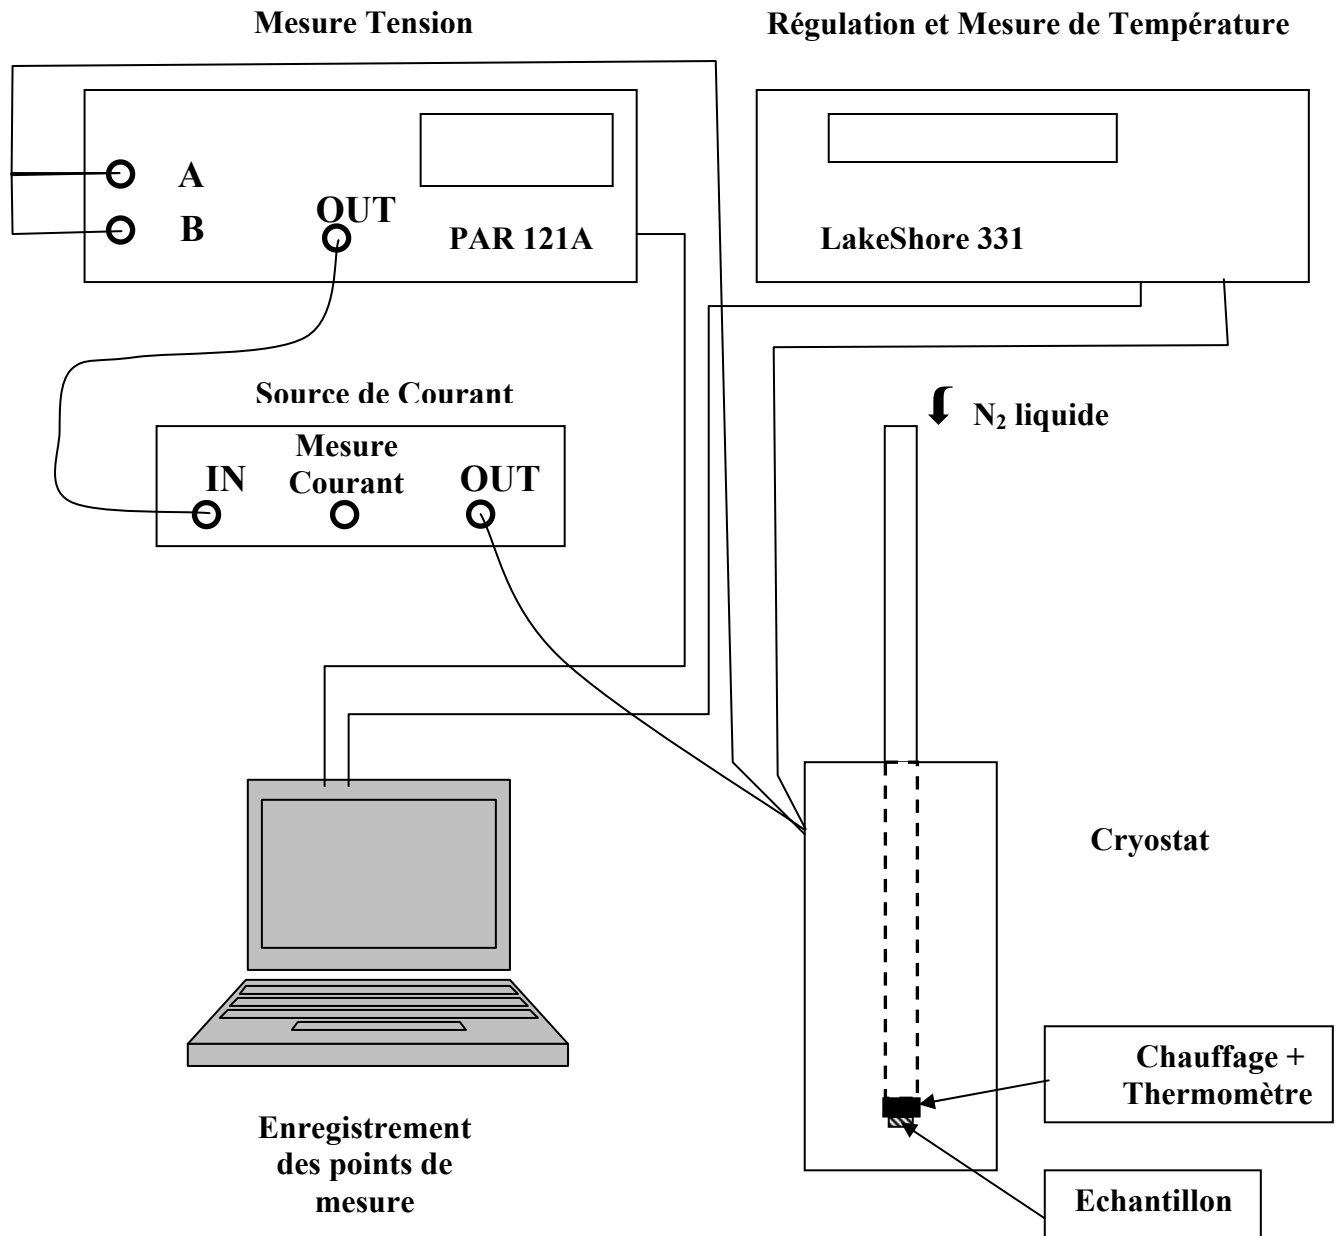 Mesure Tension
Régulation et Mesure de Température
A
B
OUT
PAR 121A
LakeShore 331
Source de Courant
Mesure
Courant
IN
OUT
N₂ liquide
Cryostat
Chauffage +
Thermomètre
Echantillon
Enregistrement
des points de
mesure